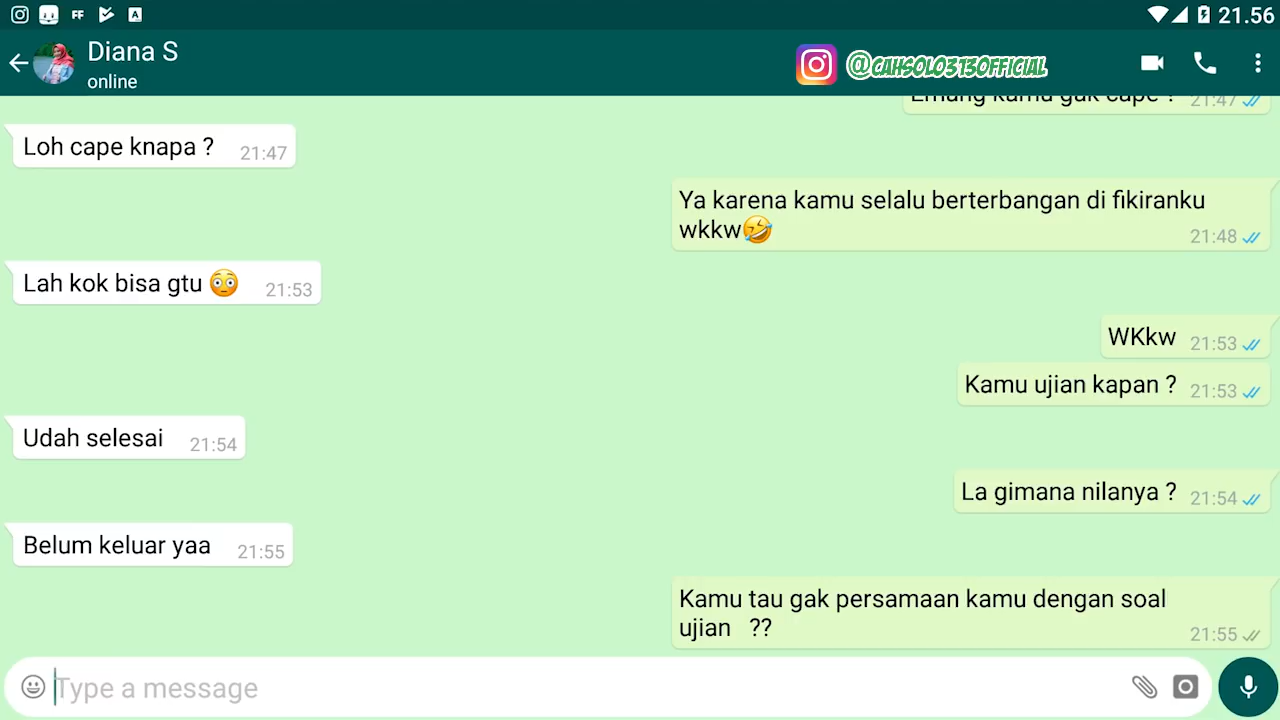 FF A 21.56
Diana S
online
@CAHSOLO3130FFICIAL
Emang kamu gak cape ? 21:47
Loh cape knapa ? 21:47
Ya karena kamu selalu berterbangan di fikiranku
wkkw🤣 21:48
Lah kok bisa gtu 😳 21:53
WKkw 21:53
Kamu ujian kapan ? 21:53
Udah selesai 21:54
La gimana nilanya ? 21:54
Belum keluar yaa 21:55
Kamu tau gak persamaan kamu dengan soal
ujian ?? 21:55
Type a message